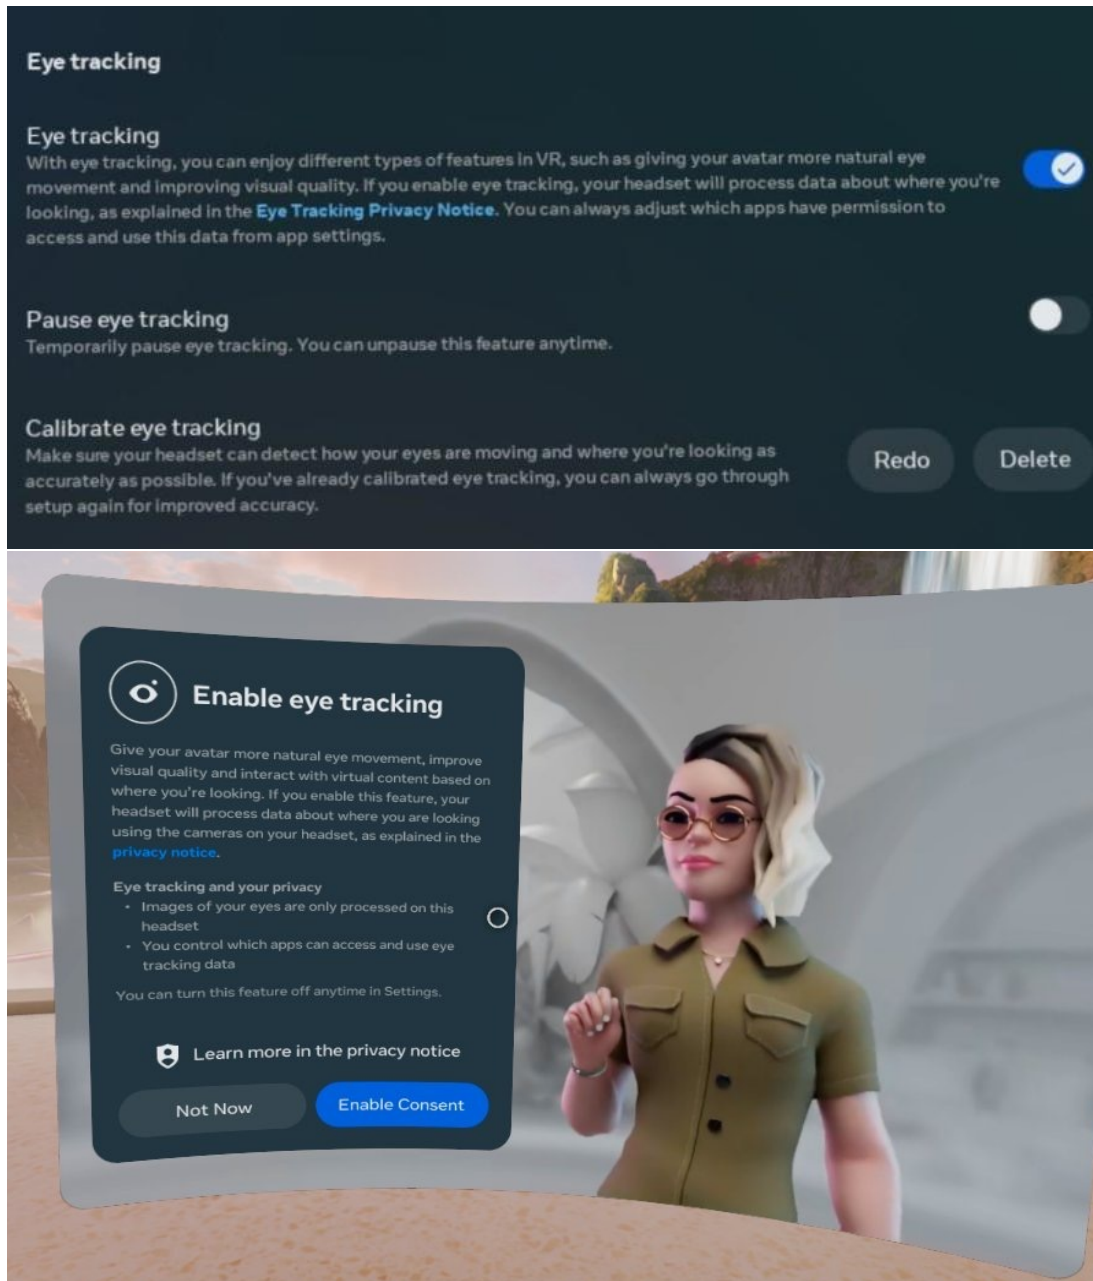 Eye tracking
Eye tracking
With eye tracking, you can enjoy different types of features in VR, such as giving your avatar more natural eye
movement and improving visual quality. If you enable eye tracking, your headset will process data about where you're
looking, as explained in the Eye Tracking Privacy Notice. You can always adjust which apps have permission to
access and use this data from app settings.
Pause eye tracking
Temporarily pause eye tracking. You can unpause this feature anytime.
Calibrate eye tracking
Make sure your headset can detect how your eyes are moving and where you're looking as
accurately as possible. If you've already calibrated eye tracking, you can always go through
setup again for improved accuracy.
Redo
Delete
Enable eye tracking
Give your avatar more natural eye movement, improve
visual quality and interact with virtual content based on
where you're looking. If you enable this feature, your
headset will process data about where you are looking
using the cameras on your headset, as explained in the
privacy notice.
Eye tracking and your privacy
• Images of your eyes are only processed on this
headset
• You control which apps can access and use eye
tracking data
You can turn this feature off anytime in Settings.
Learn more in the privacy notice
Not Now
Enable Consent